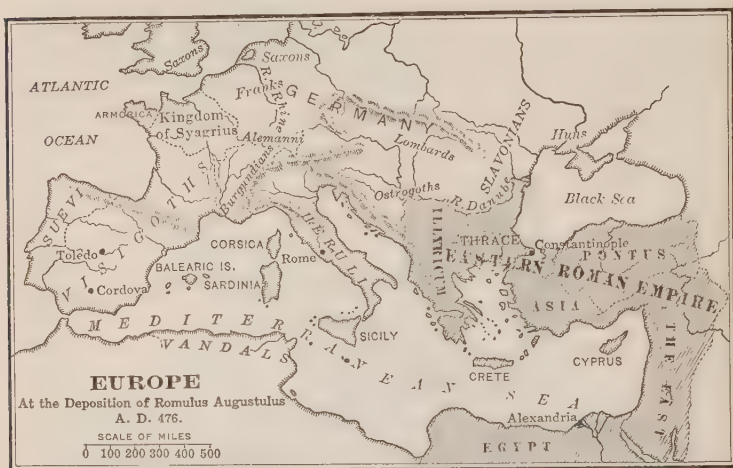 Saxons
ATLANTIC
OCEAN
Saxons
Franks
R. Rhine
GERMANY
ARMORICA
Kingdom
of Syagrius
Alemanni
Lombards
SLAVONIANS
Huns
Burgundians
Ostrogoths
R. Danube
Black Sea
SUEVI
VISIGOTHS
Toledo
Cordova
CORSICA
Rome
HERULI
ILLYRICUM
THRACE
Constantinople
PONTUS
EASTERN ROMAN EMPIRE
ASIA
BALEARIC IS.
SARDINIA
MEDITERRANEAN SEA
VANDALS
SICILY
CRETE
CYPRUS
THE EAST
Alexandria
EGYPT
EUROPE
At the Deposition of Romulus Augustulus
A. D. 476.
SCALE OF MILES
0 100 200 300 400 500